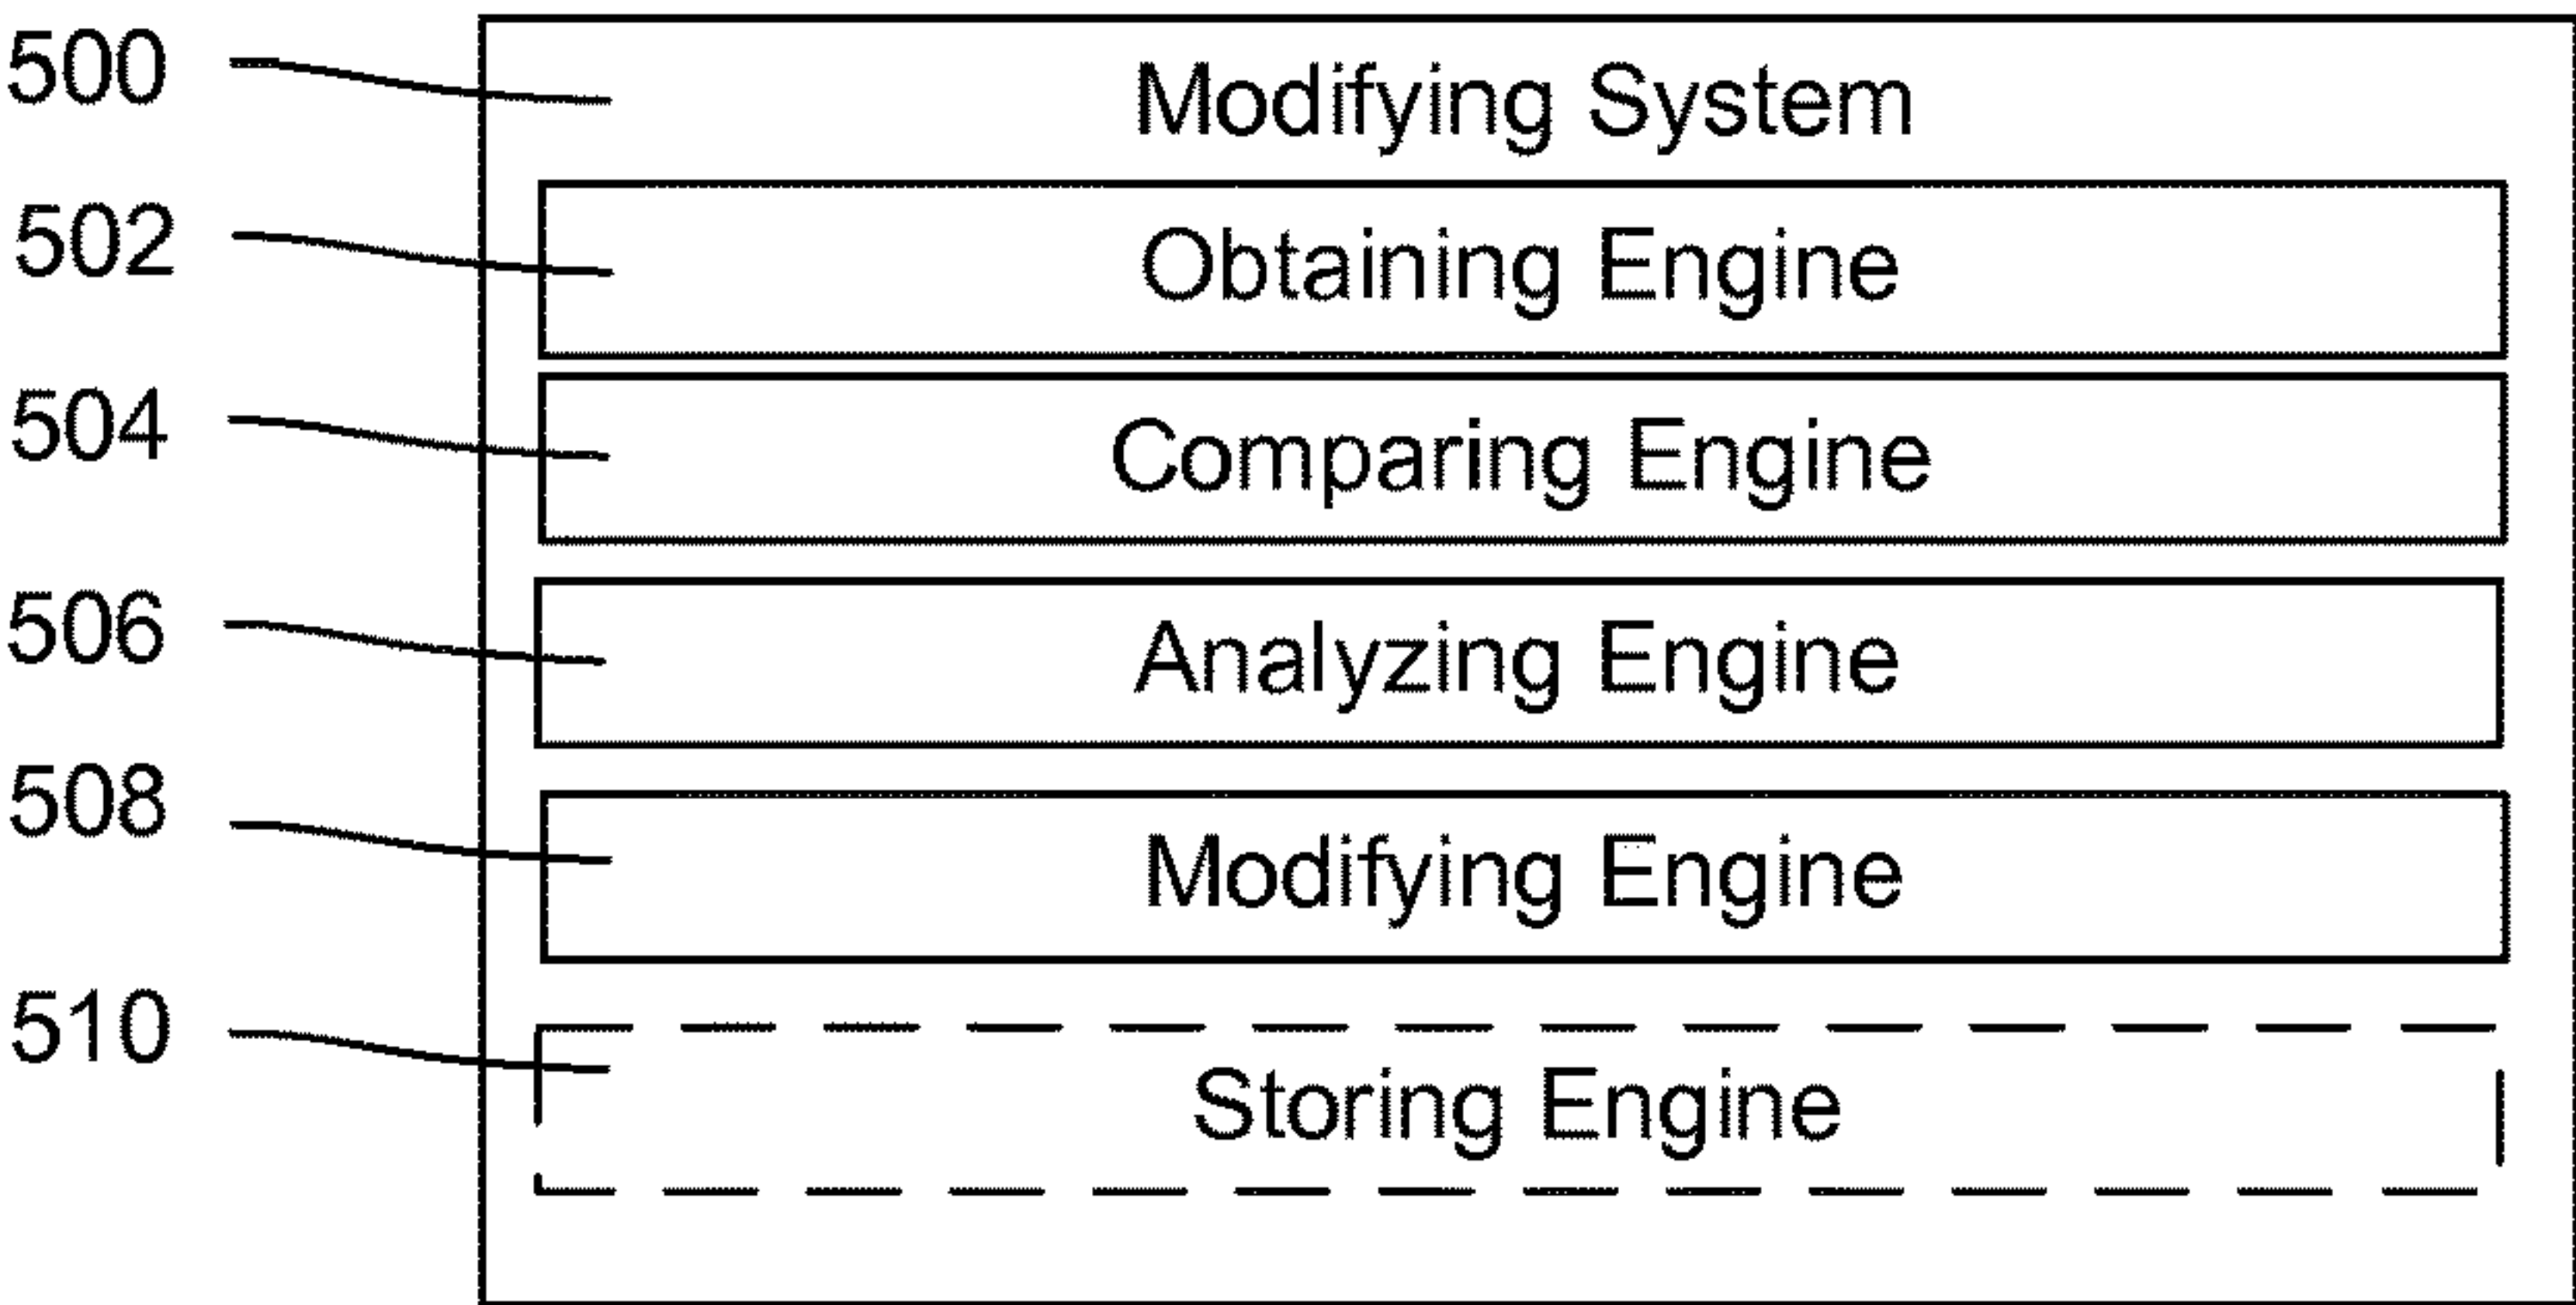 500 Modifying System
502 Obtaining Engine
504 Comparing Engine
506 Analyzing Engine
508 Modifying Engine
510 Storing Engine